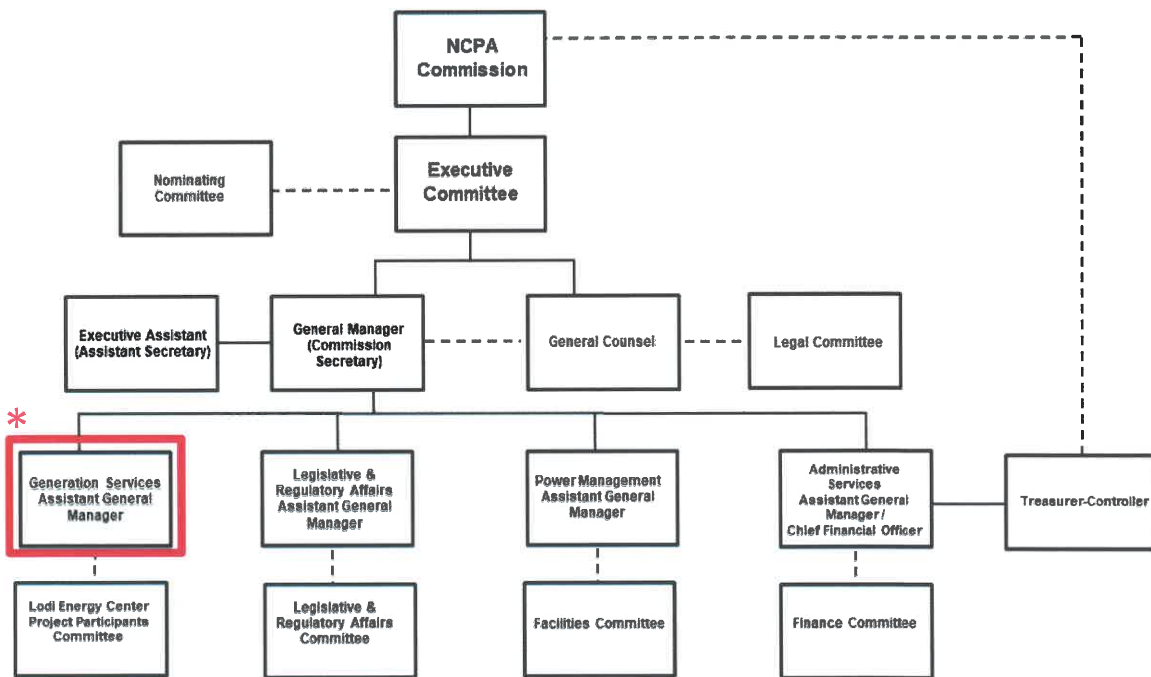 NCPA
Commission
Executive
Committee
Nominating
Committee
Executive Assistant
(Assistant Secretary)
General Manager
(Commission
Secretary)
General Counsel
Legal Committee
*
Generation Services
Assistant General
Manager
Legislative &
Regulatory Affairs
Assistant General
Manager
Power Management
Assistant General
Manager
Administrative
Services
Assistant General
Manager /
Chief Financial Officer
Treasurer-Controller
Lodi Energy Center
Project Participants
Committee
Legislative &
Regulatory Affairs
Committee
Facilities Committee
Finance Committee